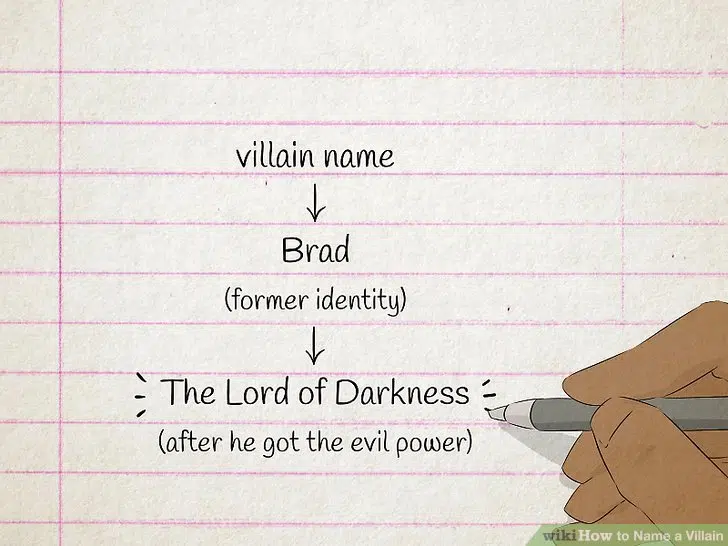 villain name
Brad
(former identity)
The Lord of Darkness
(after he got the evil power)
wikiHow to Name a Villain